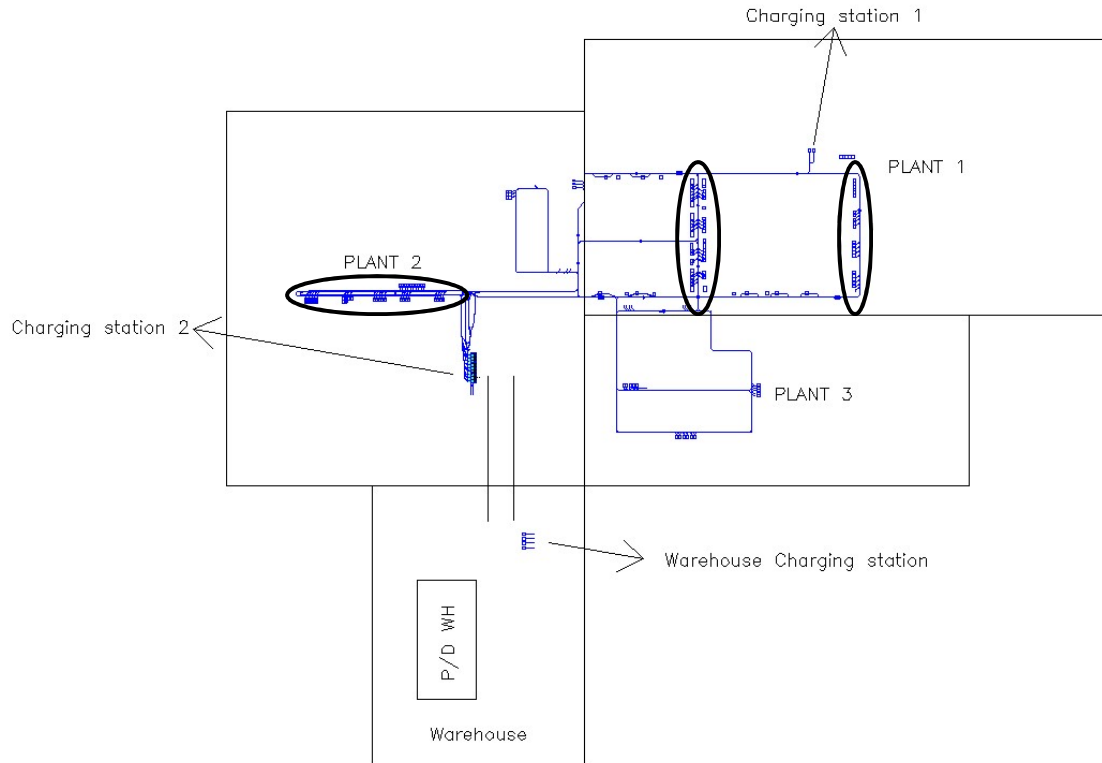 Charging station 1
PLANT 1
PLANT 2
Charging station 2
PLANT 3
Warehouse Charging station
P/D WH
Warehouse